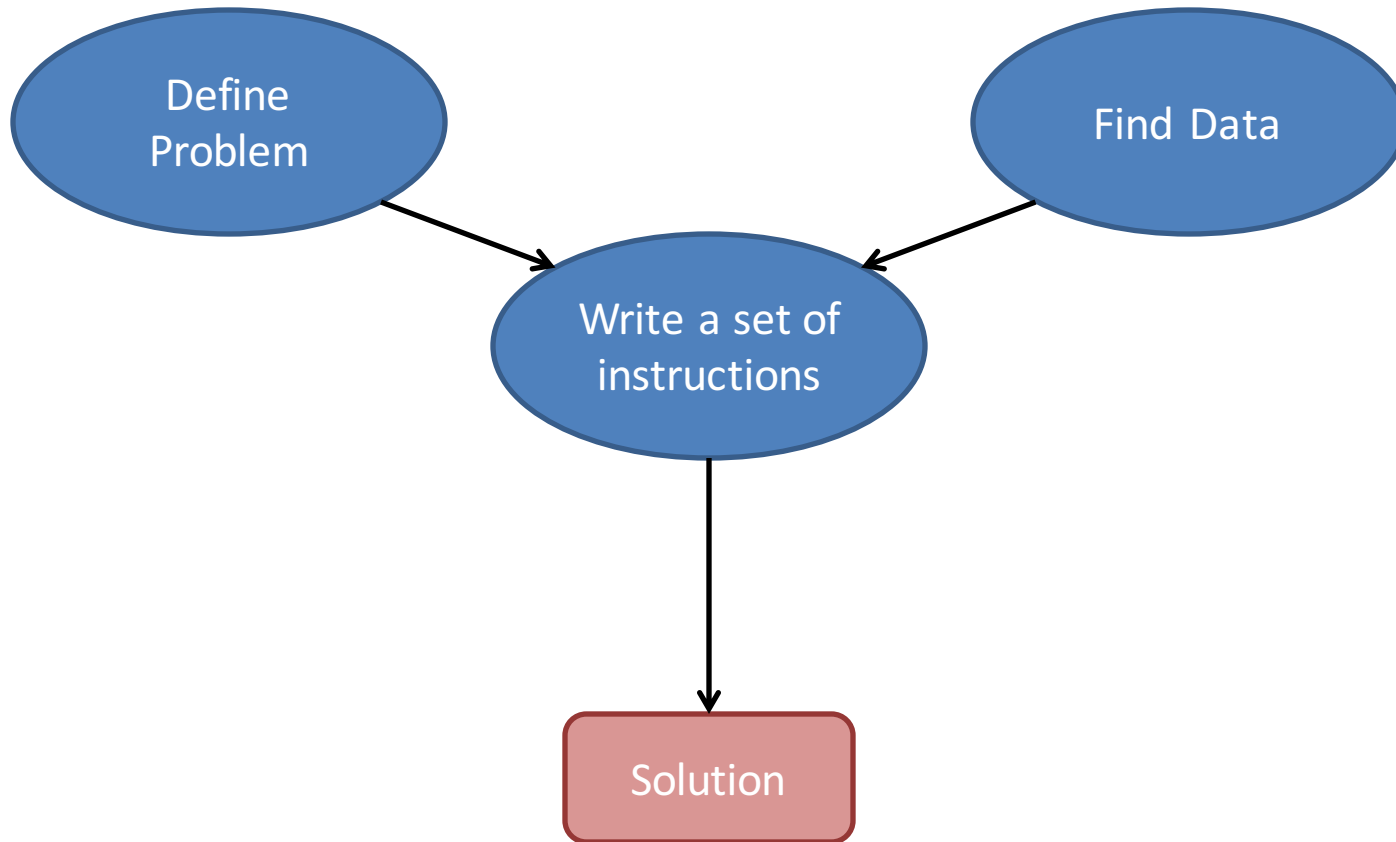 Define
Problem
Find Data
Write a set of
instructions
Solution